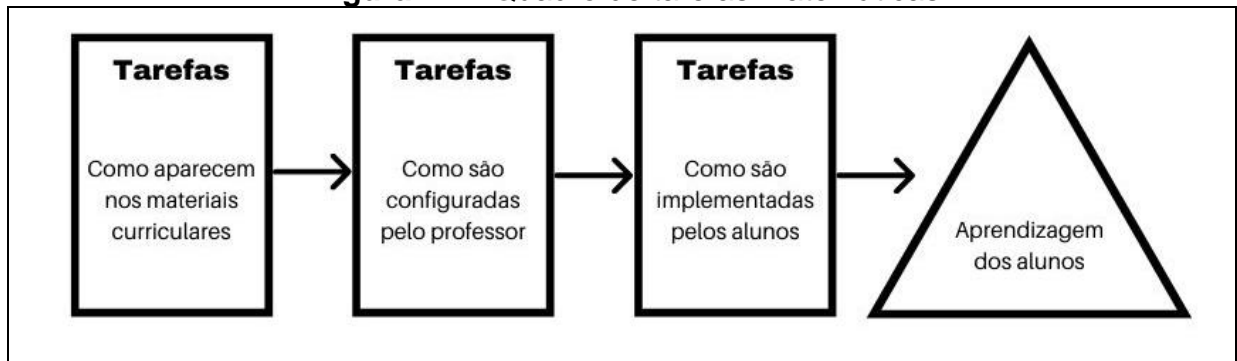 Tarefas
Como aparecem
nos materiais
curriculares
Tarefas
Como são
configuradas
pelo professor
Tarefas
Como são
implementadas
pelos alunos
Aprendizagem
dos alunos